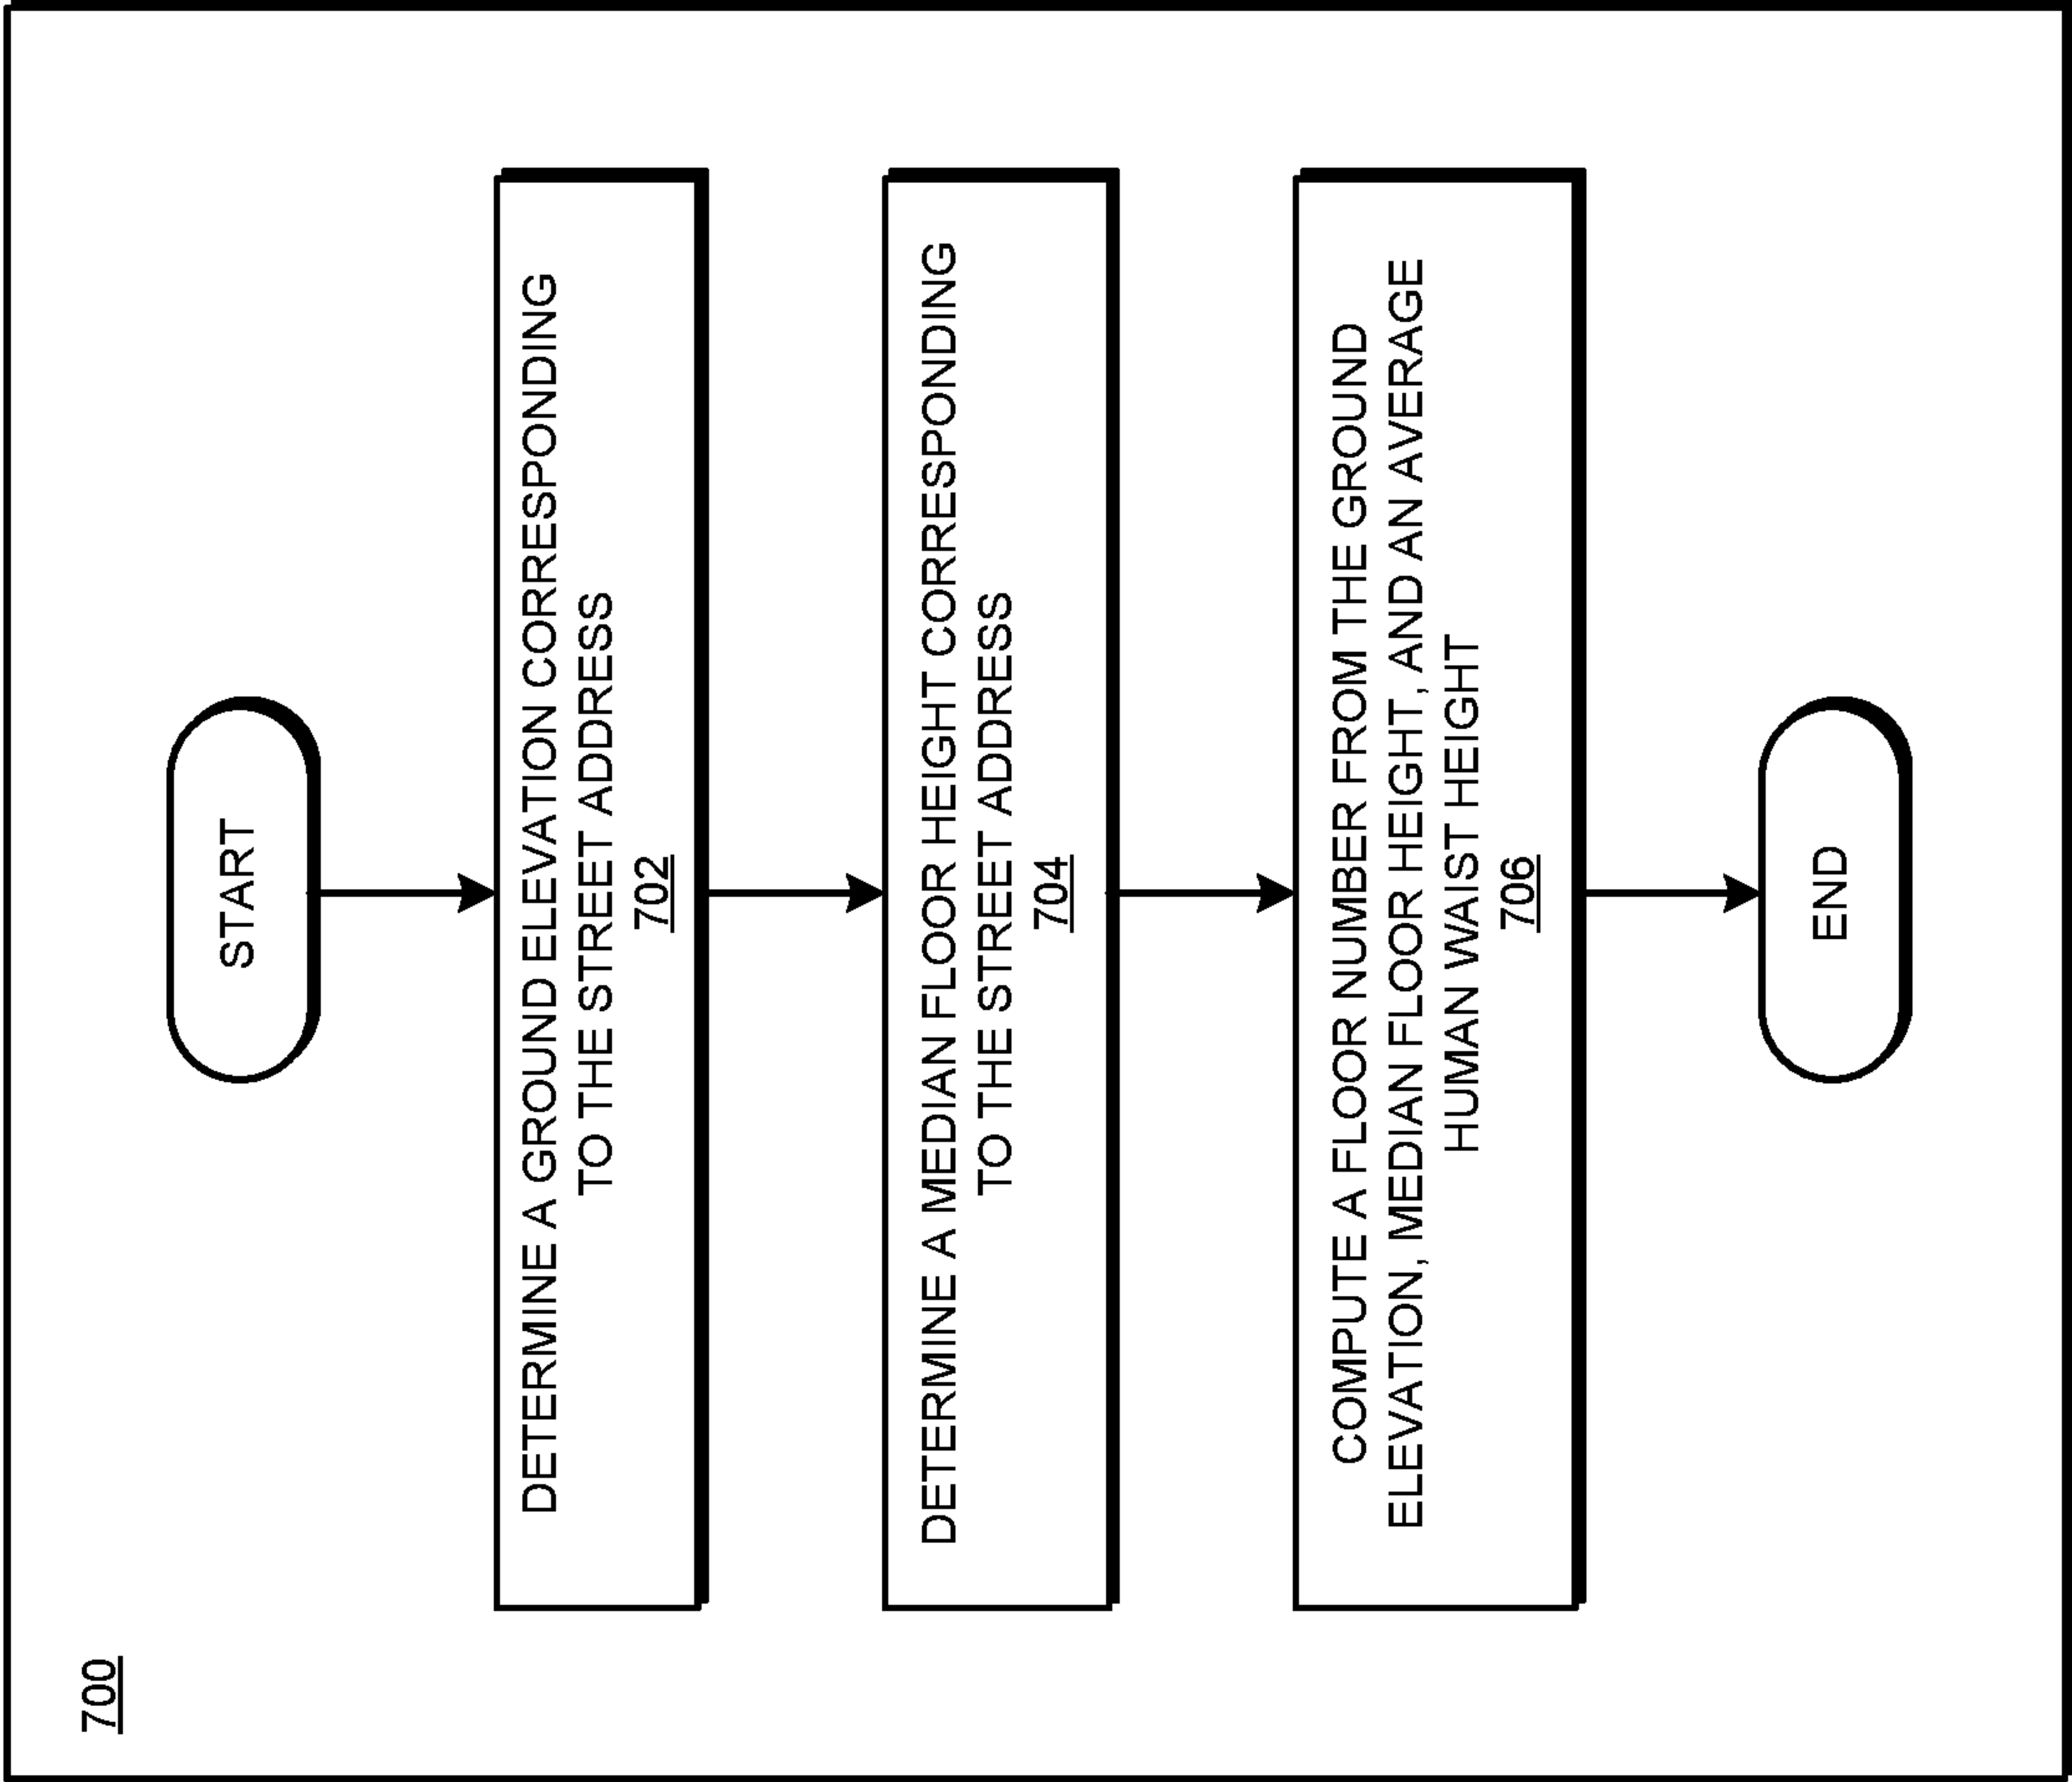 700
START
DETERMINE A GROUND ELEVATION CORRESPONDING
TO THE STREET ADDRESS
702
DETERMINE A MEDIAN FLOOR HEIGHT CORRESPONDING
TO THE STREET ADDRESS
704
COMPUTE A FLOOR NUMBER FROM THE GROUND
ELEVATION, MEDIAN FLOOR HEIGHT, AND AN AVERAGE
HUMAN WAIST HEIGHT
706
END